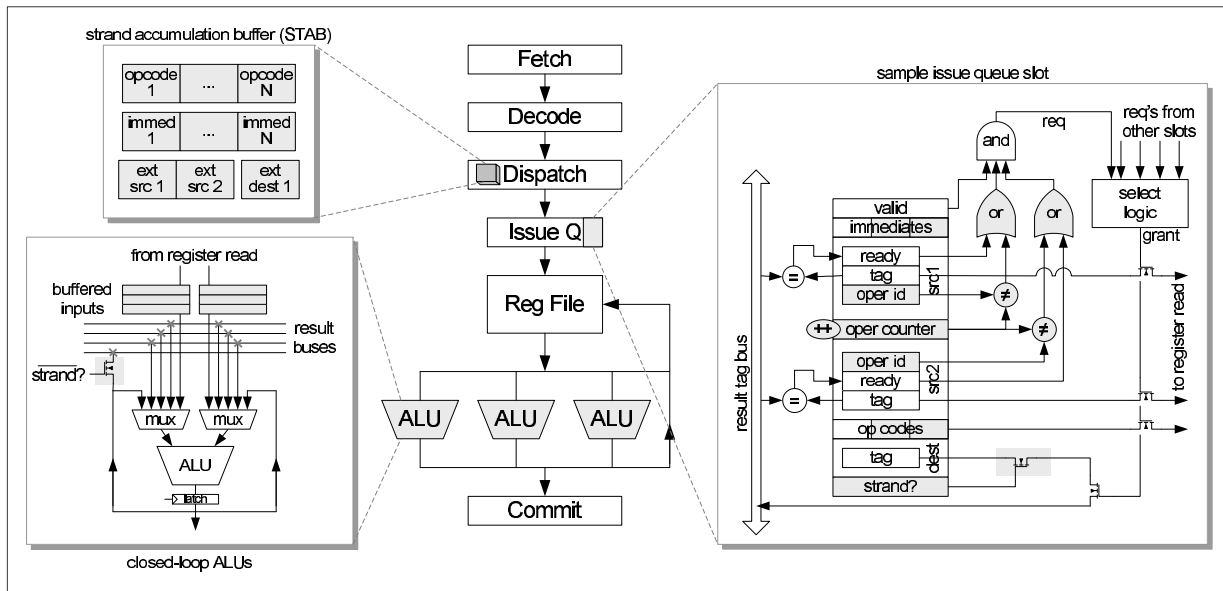 strand accumulation buffer (STAB)
opcode 1
...
opcode N
immed 1
...
immed N
ext src 1
ext src 2
ext dest 1
Fetch
Decode
Dispatch
Issue Q
Reg File
ALU
ALU
ALU
Commit
from register read
buffered inputs
result buses
strand?
mux
mux
ALU
latch
closed-loop ALUs
sample issue queue slot
req's from other slots
req
and
or
or
select logic
grant
valid
immediates
ready
tag
oper id
src1
=
≠
++
oper counter
≠
oper id
ready
tag
src2
=
op codes
tag
dest
strand?
result tag bus
to register read